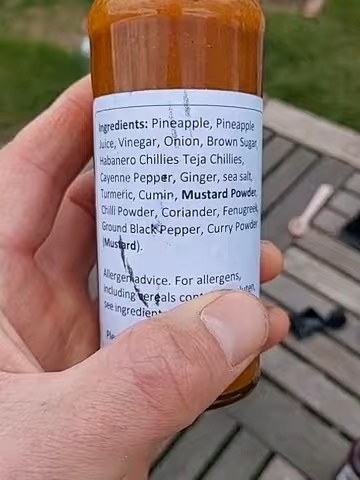 Ingredients: Pineapple, Pineapple
Juice, Vinegar, Onion, Brown Sugar,
Habanero Chillies Teja Chillies,
Cayenne Pepper, Ginger, sea salt,
Turmeric, Cumin, Mustard Powder,
Chilli Powder, Coriander, Fenugreek,
Ground Black Pepper, Curry Powder
(Mustard).
Allergen advice. For allergens,
including cereals
see